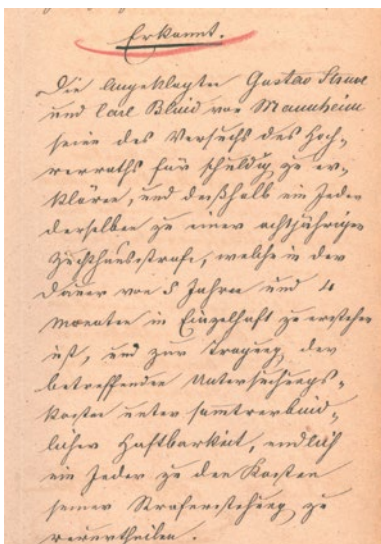 Erkannt.
Die Angeklagten Gustav Struve
und Carl Blind von Mannheim
seien des Versuchs des Hoch-
verraths für schuldig zu er-
klären, und deßhalb ein Jeder
derselben zu einer achtjährigen
Zuchthausstrafe, welche in der
Dauer von 5 Jahren und 4
Monaten in Einzelhaft zu erstehen
ist, und zur Tragung der
betreffenden Untersuchungs-
kosten unter sammtverbind-
licher Haftbarkeit, endlich
ein Jeder zu den Kosten
seiner Straferstehung zu
verurtheilen.